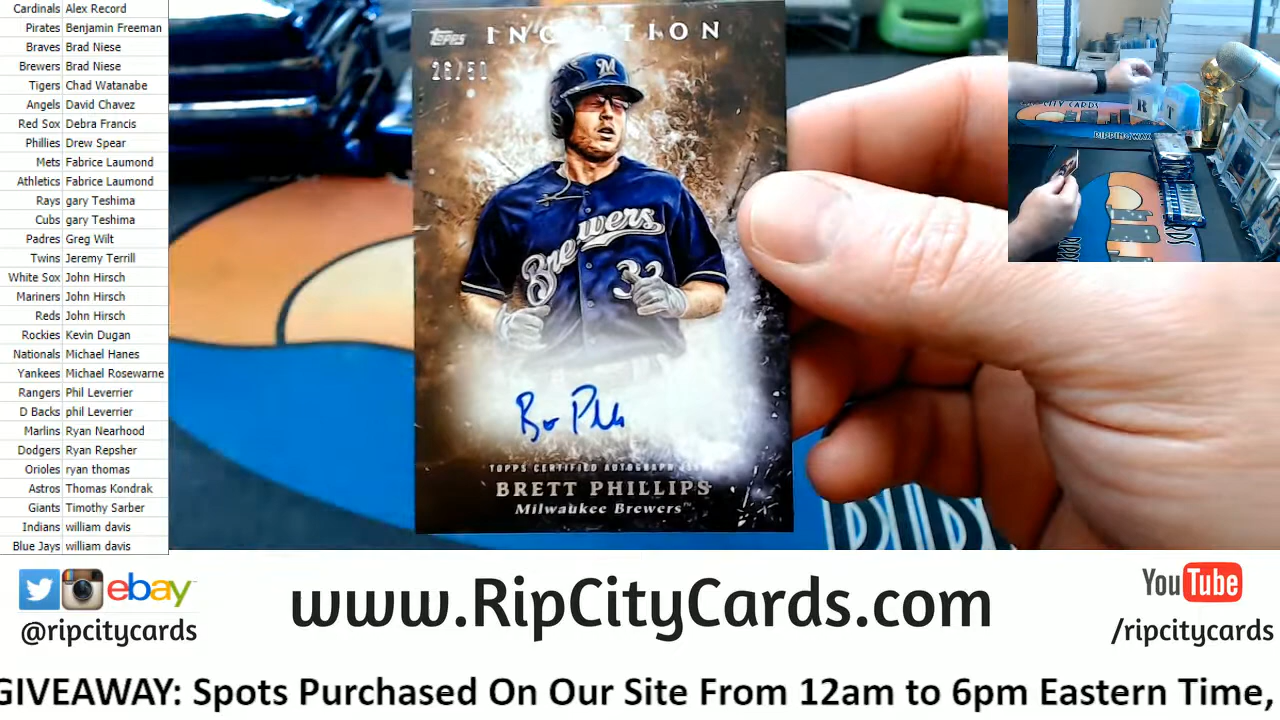 Cardinals Alex Record
Pirates Benjamin Freeman
Braves Brad Niese
Brewers Brad Niese
Tigers Chad Watanabe
Angels David Chavez
Red Sox Debra Francis
Phillies Drew Spear
Mets Fabrice Laumond
Athletics Fabrice Laumond
Rays gary Teshima
Cubs gary Teshima
Padres Greg Wilt
Twins Jeremy Terrill
White Sox John Hirsch
Mariners John Hirsch
Reds John Hirsch
Rockies Kevin Dugan
Nationals Michael Hanes
Yankees Michael Rosewarne
Rangers Phil Leverrier
D Backs phil Leverrier
Marlins Ryan Nearhood
Dodgers Ryan Repsher
Orioles ryan thomas
Astros Thomas Kondrak
Giants Timothy Sarber
Indians william davis
Blue Jays william davis
Topps INCEPTION
26/50
M
Brewers
33
TOPPS CERTIFIED AUTOGRAPH ISSUE
BRETT PHILLIPS
Milwaukee Brewers™
CITY CARDS
RIPPINGWAX
ebay
@ripcitycards
www.RipCityCards.com
YouTube
/ripcitycards
GIVEAWAY: Spots Purchased On Our Site From 12am to 6pm Eastern Time,